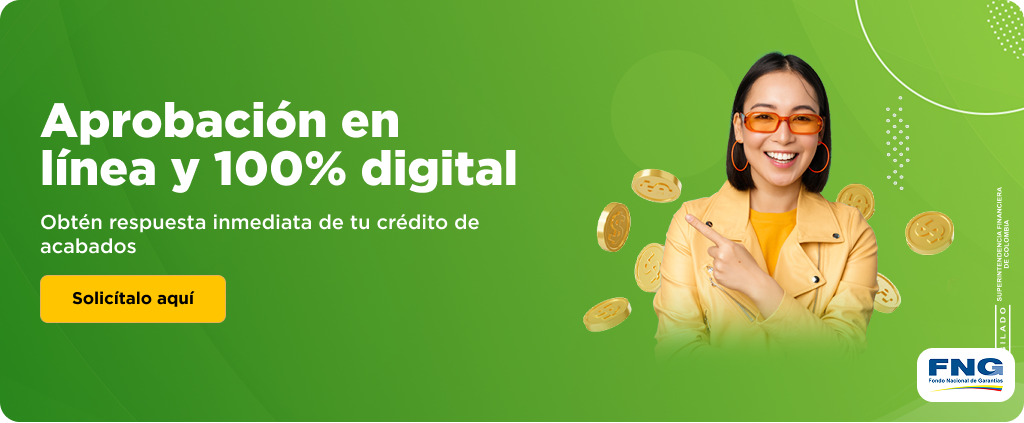 Aprobación en
línea y 100% digital
Obtén respuesta inmediata de tu crédito de
acabados
Solicítalo aquí
SUPERINTENDENCIA FINANCIERA
DE COLOMBIA
FNG
Fondo Nacional de Garantías